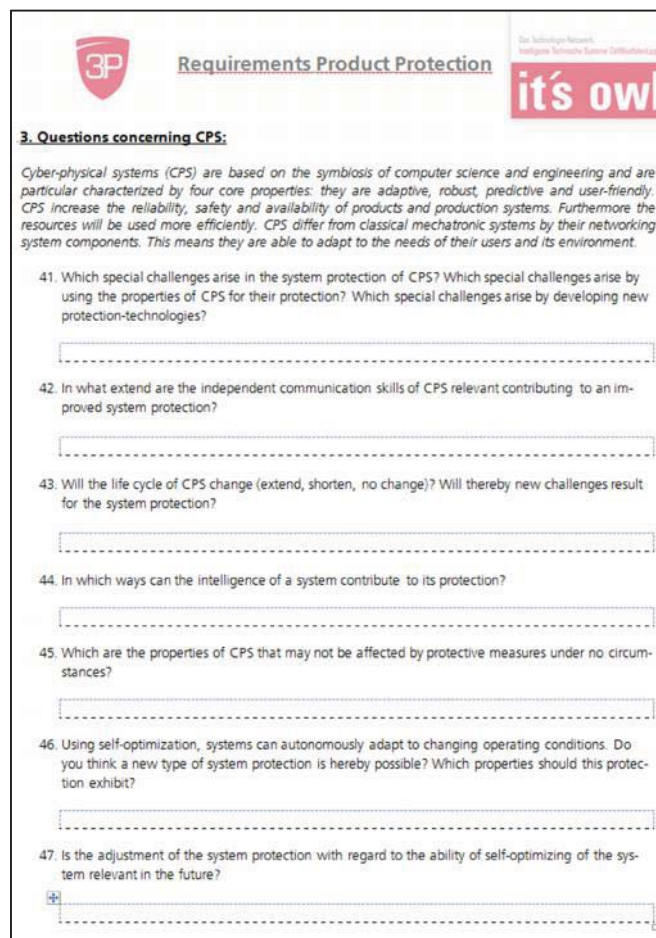 3P
Requirements Product Protection
Das Technologie-Netzwerk.
it´s owl
3. Questions concerning CPS:
Cyber-physical systems (CPS) are based on the symbiosis of computer science and engineering and are
particular characterized by four core properties: they are adaptive, robust, predictive and user-friendly.
CPS increase the reliability, safety and availability of products and production systems. Furthermore the
resources will be used more efficiently. CPS differ from classical mechatronic systems by their networking
system components. This means they are able to adapt to the needs of their users and its environment.
41. Which special challenges arise in the system protection of CPS? Which special challenges arise by
using the properties of CPS for their protection? Which special challenges arise by developing new
protection-technologies?
42. In what extend are the independent communication skills of CPS relevant contributing to an im-
proved system protection?
43. Will the life cycle of CPS change (extend, shorten, no change)? Will thereby new challenges result
for the system protection?
44. In which ways can the intelligence of a system contribute to its protection?
45. Which are the properties of CPS that may not be affected by protective measures under no circum-
stances?
46. Using self-optimization, systems can autonomously adapt to changing operating conditions. Do
you think a new type of system protection is hereby possible? Which properties should this protec-
tion exhibit?
47. Is the adjustment of the system protection with regard to the ability of self-optimizing of the sys-
tem relevant in the future?